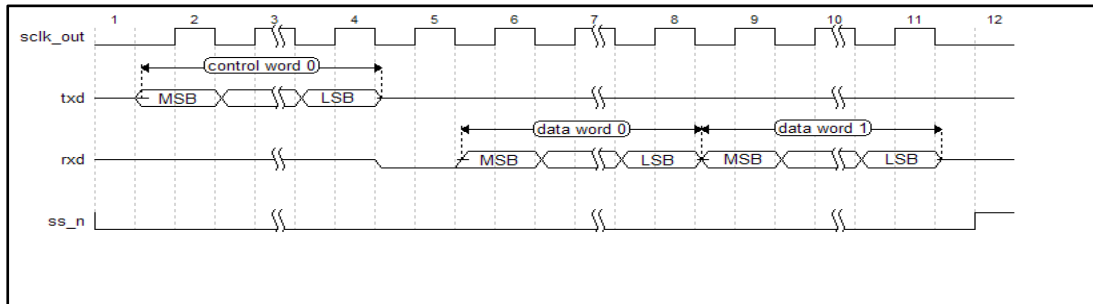 1 2 3 4 5 6 7 8 9 10 11 12
sclk_out
control word 0
txd MSB LSB
data word 0 data word 1
rxd MSB LSB MSB LSB
ss_n